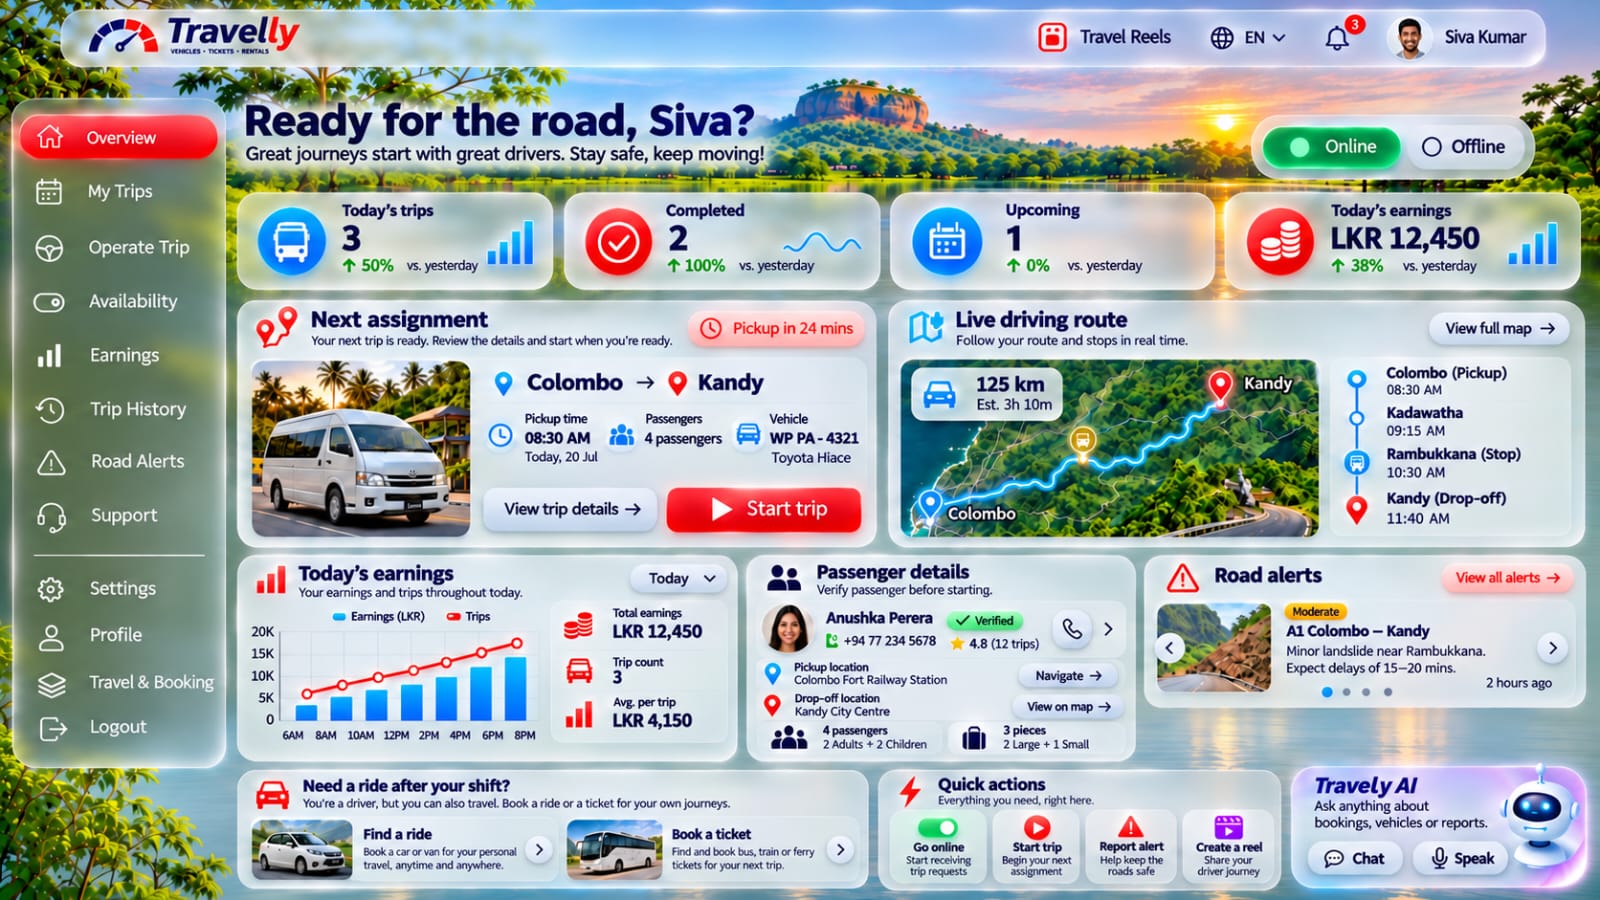 Travelly
VEHICLES • TICKETS • RENTALS
Travel Reels
EN
3
Siva Kumar
Overview
My Trips
Operate Trip
Availability
Earnings
Trip History
Road Alerts
Support
Settings
Profile
Travel & Booking
Logout
Ready for the road, Siva?
Great journeys start with great drivers. Stay safe, keep moving!
Online
Offline
Today's trips
3
↑ 50% vs. yesterday
Completed
2
↑ 100% vs. yesterday
Upcoming
1
↑ 0% vs. yesterday
Today's earnings
LKR 12,450
↑ 38% vs. yesterday
Next assignment
Your next trip is ready. Review the details and start when you're ready.
Pickup in 24 mins
Colombo → Kandy
Pickup time
08:30 AM
Today, 20 Jul
Passengers
4 passengers
Vehicle
WP PA - 4321
Toyota Hiace
View trip details →
Start trip
Live driving route
Follow your route and stops in real time.
View full map →
125 km
Est. 3h 10m
Kandy
Colombo
Colombo (Pickup)
08:30 AM
Kadawatha
09:15 AM
Rambukkana (Stop)
10:30 AM
Kandy (Drop-off)
11:40 AM
Today's earnings
Your earnings and trips throughout today.
Today
Earnings (LKR)
Trips
20K
15K
10K
5K
0
6AM 8AM 10AM 12PM 2PM 4PM 6PM 8PM
Total earnings
LKR 12,450
Trip count
3
Avg. per trip
LKR 4,150
Passenger details
Verify passenger before starting.
Anushka Perera
Verified
+94 77 234 5678
4.8 (12 trips)
Pickup location
Colombo Fort Railway Station
Navigate →
Drop-off location
Kandy City Centre
View on map →
4 passengers
2 Adults + 2 Children
3 pieces
2 Large + 1 Small
Road alerts
View all alerts →
Moderate
A1 Colombo – Kandy
Minor landslide near Rambukkana.
Expect delays of 15–20 mins.
2 hours ago
Need a ride after your shift?
You're a driver, but you can also travel. Book a ride or a ticket for your own journeys.
Find a ride
Book a car or van for your personal
travel, anytime and anywhere.
Book a ticket
Find and book bus, train or ferry
tickets for your next trip.
Quick actions
Everything you need, right here.
Go online
Start receiving
trip requests
Start trip
Begin your next
assignment
Report alert
Help keep the
roads safe
Create a reel
Share your
driver journey
Travely AI
Ask anything about
bookings, vehicles or reports.
Chat
Speak